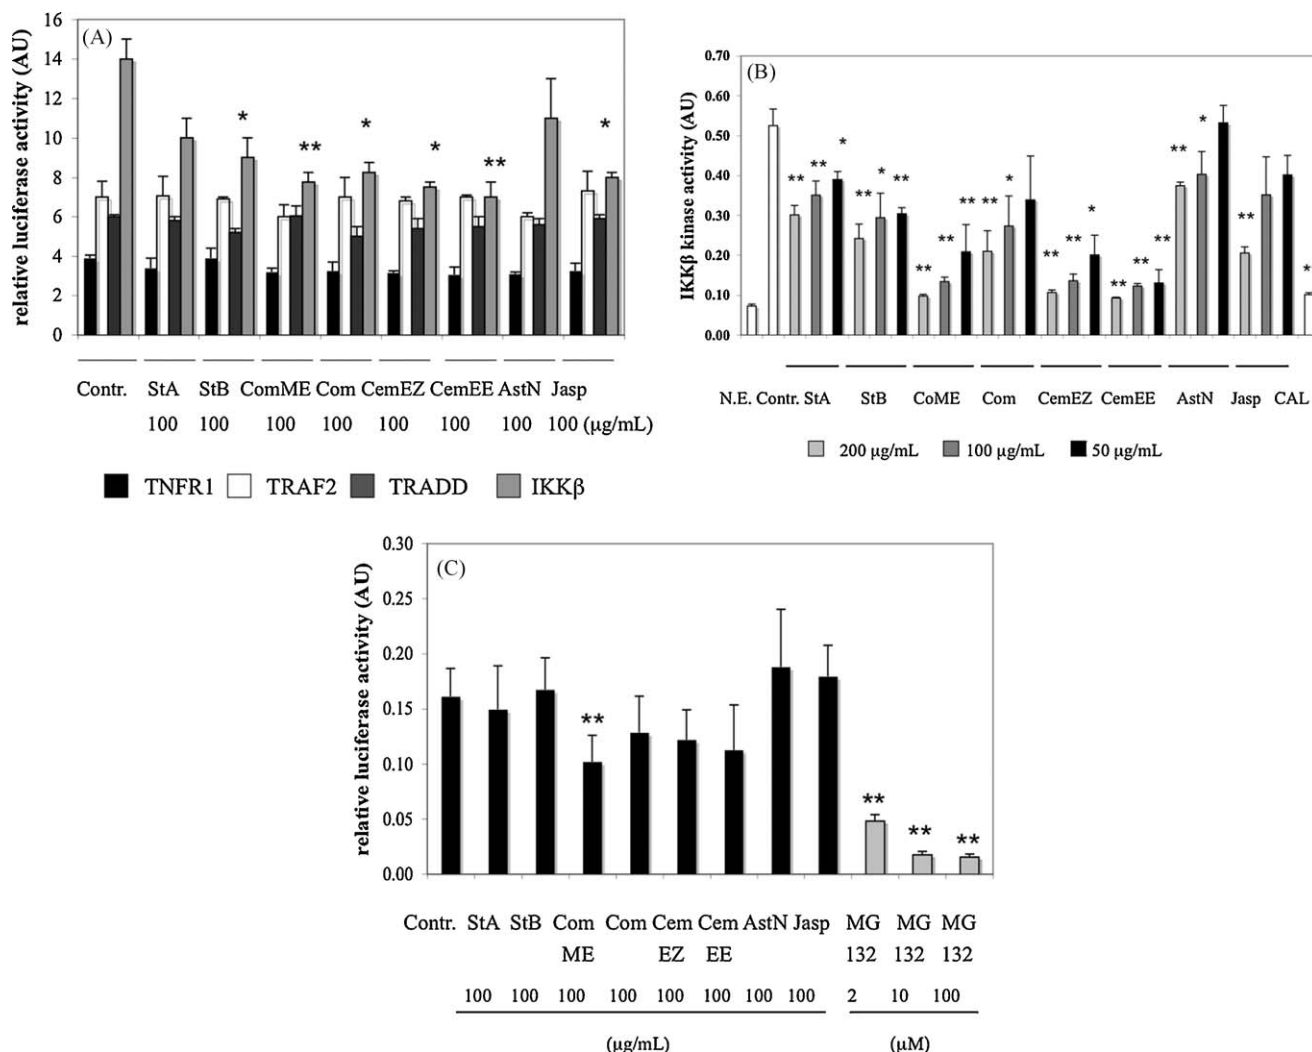 (A)
relative luciferase activity (AU)
16
14
12
10
8
6
4
2
0
* ** * * ** *
Contr. StA StB ComME Com CemEZ CemEE AstN Jasp
100 100 100 100 100 100 100 100 (µg/mL)
TNFR1 TRAF2 TRADD IKKβ
(B)
IKKβ kinase activity (AU)
0.70
0.60
0.50
0.40
0.30
0.20
0.10
0.00
** ** * ** * ** ** ** ** ** * ** ** * ** ** ** ** * **
N.E. Contr. StA StB CoME Com CemEZ CemEE AstN Jasp CAL
200 µg/mL 100 µg/mL 50 µg/mL
(C)
relative luciferase activity (AU)
0.30
0.25
0.20
0.15
0.10
0.05
0.00
** ** ** **
Contr. StA StB Com Com Cem Cem AstN Jasp MG MG MG
ME EZ EE 132 132 132
100 100 100 100 100 100 100 100 2 10 100
(µg/mL) (µM)